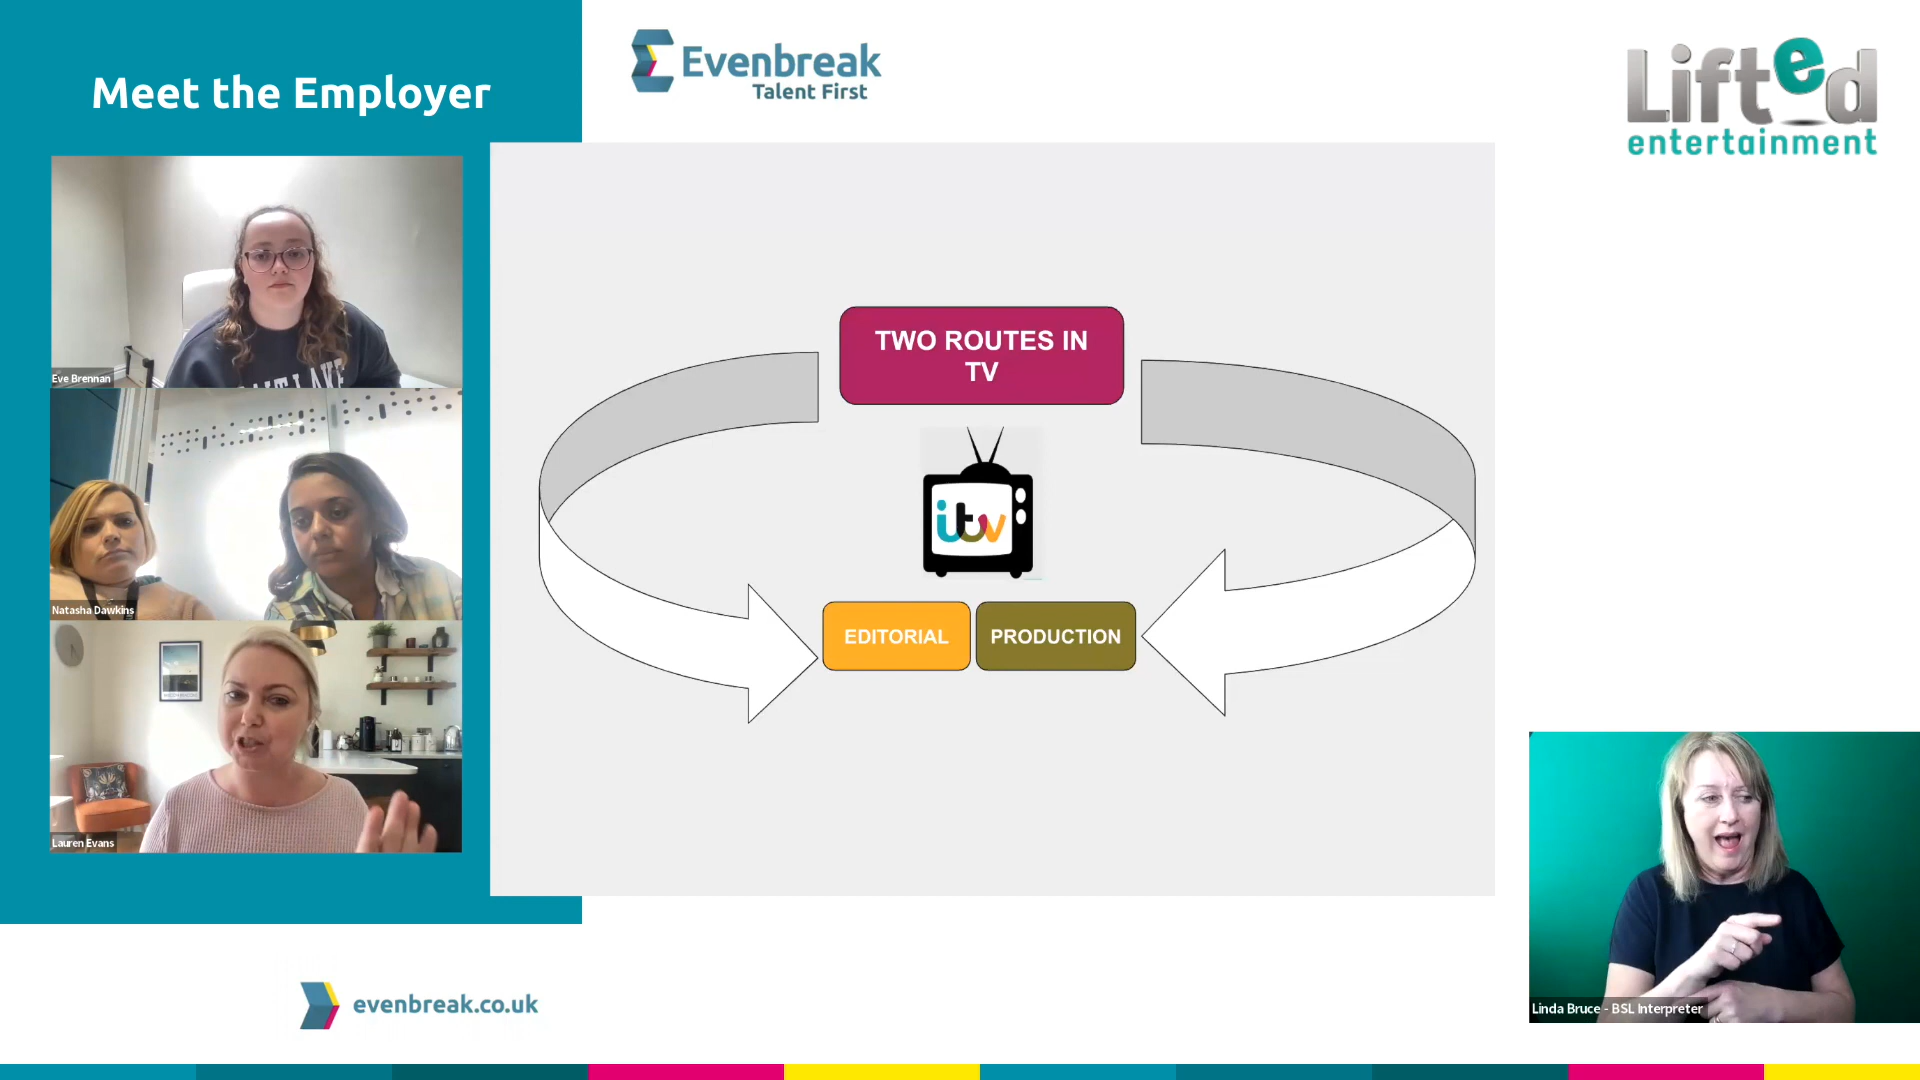 Meet the Employer
Evenbreak
Talent First
Lifted
entertainment
Eve Brennan
Natasha Dawkins
Lauren Evans
TWO ROUTES IN
TV
itv
EDITORIAL
PRODUCTION
Linda Bruce - BSL Interpreter
evenbreak.co.uk